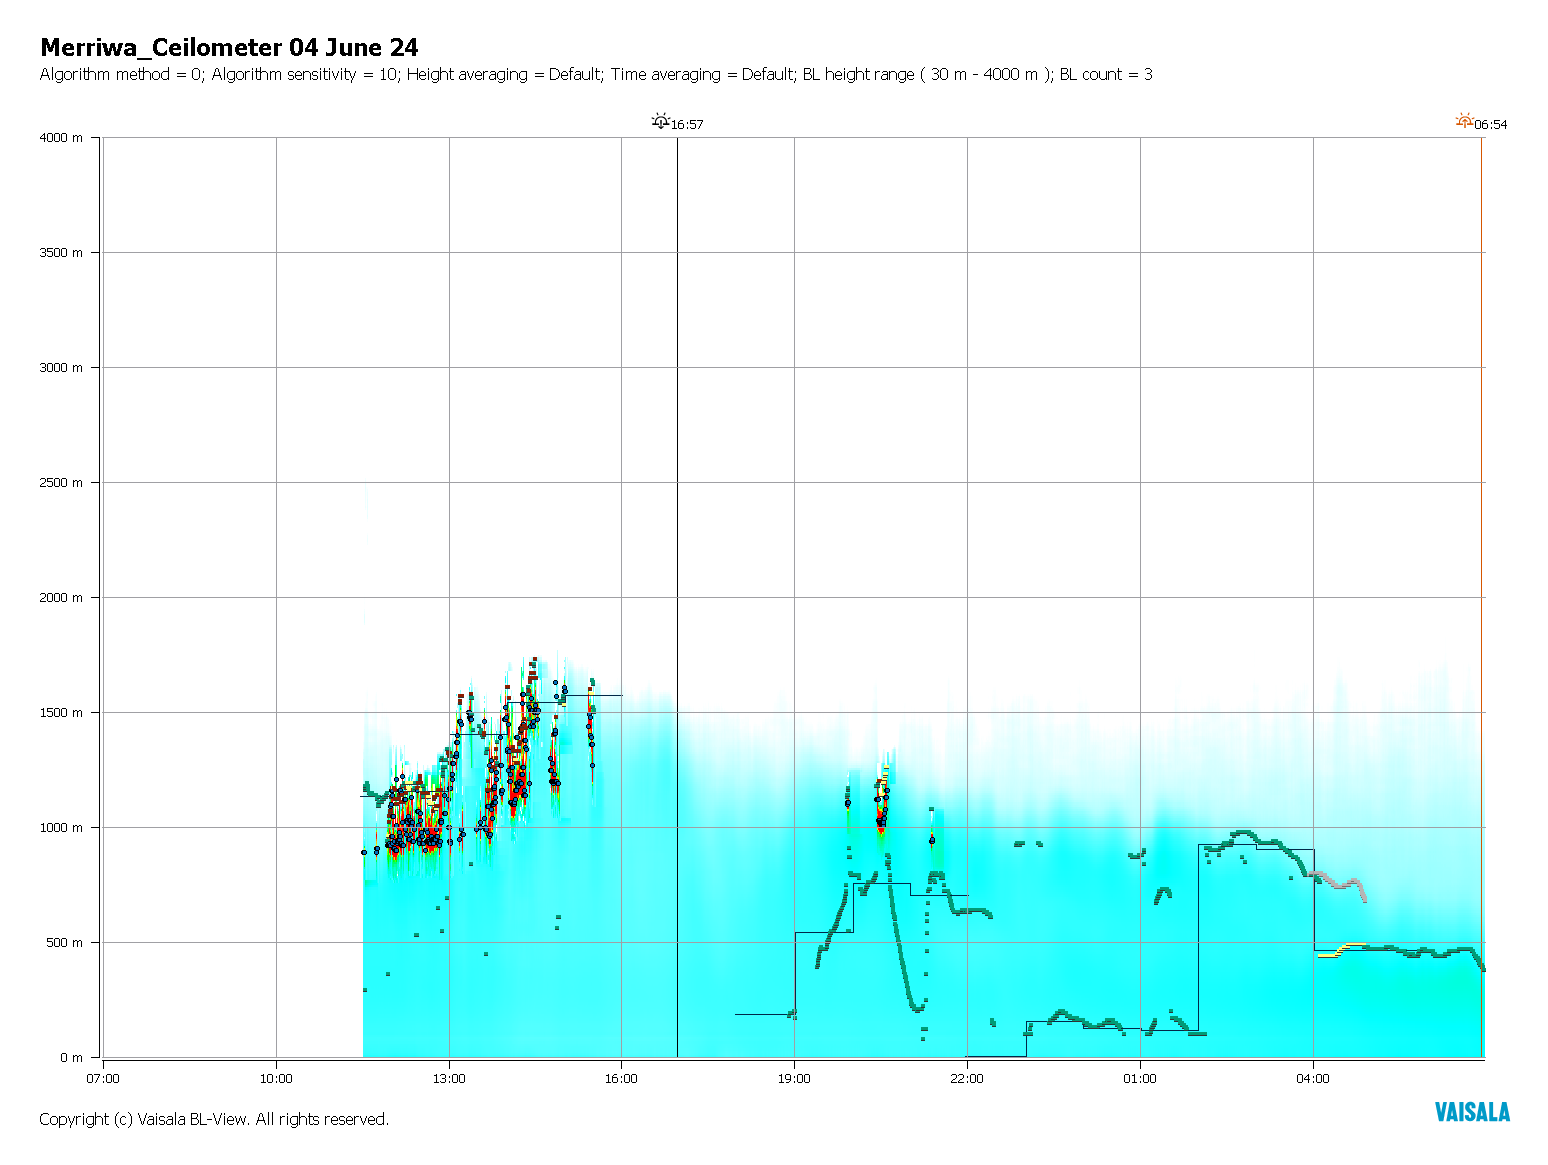 Merriwa_Ceilometer 04 June 24
Algorithm method = 0; Algorithm sensitivity = 10; Height averaging = Default; Time averaging = Default; BL height range ( 30 m - 4000 m ); BL count = 3
16:57
06:54
4000 m
3500 m
3000 m
2500 m
2000 m
1500 m
1000 m
500 m
0 m
07:00
10:00
13:00
16:00
19:00
22:00
01:00
04:00
Copyright (c) Vaisala BL-View. All rights reserved.
VAISALA